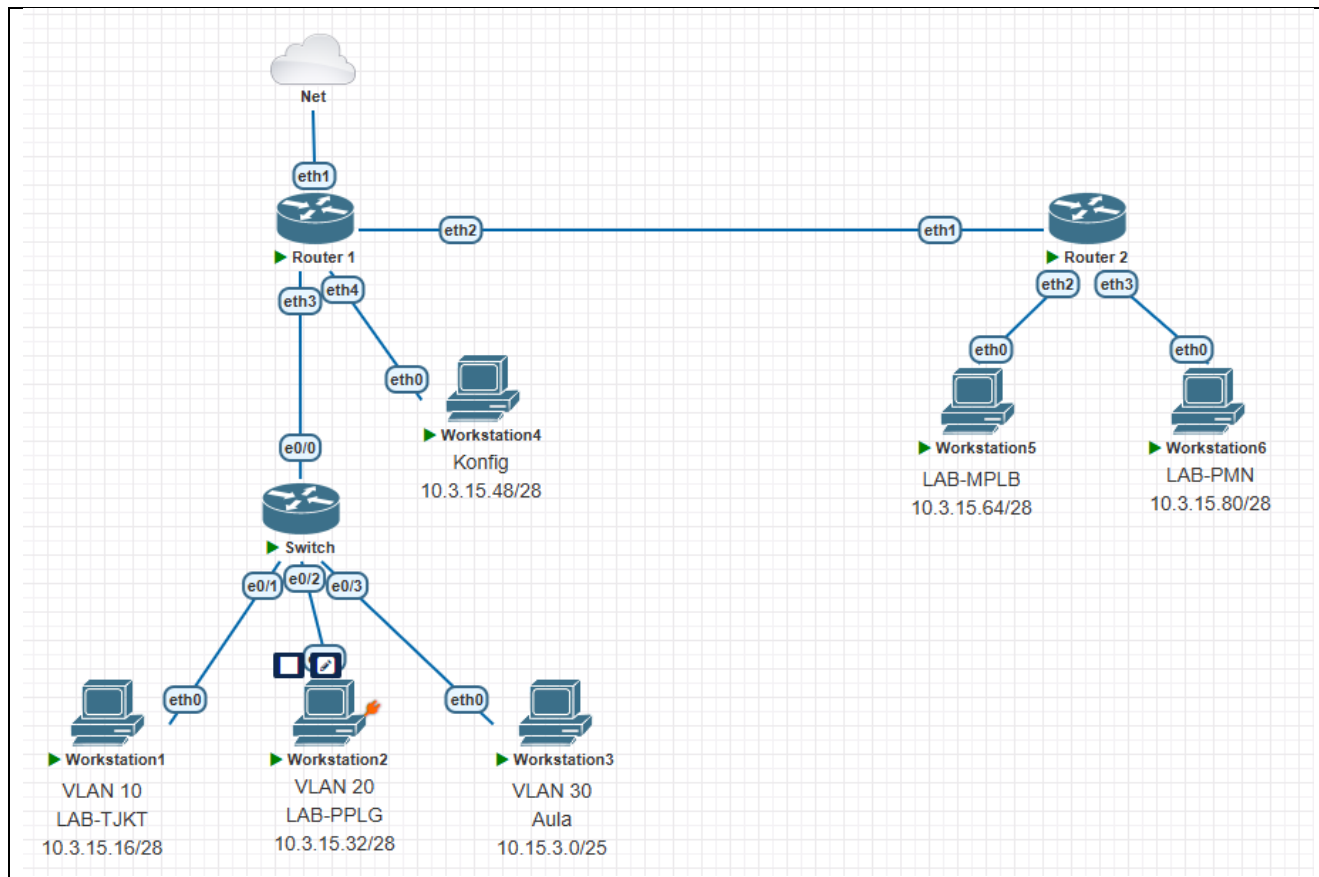 Net
eth1
Router 1
eth2
eth1
Router 2
eth3
eth4
eth2
eth3
eth0
Workstation4
Konfig
10.3.15.48/28
eth0
Workstation5
LAB-MPLB
10.3.15.64/28
eth0
Workstation6
LAB-PMN
10.3.15.80/28
e0/0
Switch
e0/1
e0/2
e0/3
eth0
Workstation1
VLAN 10
LAB-TJKT
10.3.15.16/28
Workstation2
VLAN 20
LAB-PPLG
10.3.15.32/28
eth0
Workstation3
VLAN 30
Aula
10.15.3.0/25